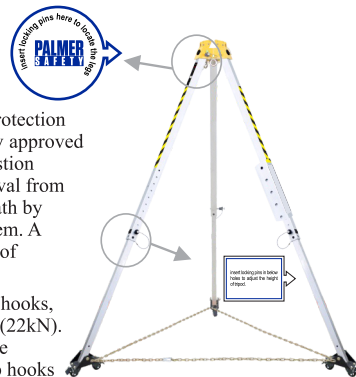 Insert locking pins here to locate the legs
PALMER
SAFETY
rotection
y approved
stion
val from
ath by
em. A
of
hooks,
(22kN).
e
o hooks
insert locking pins in below
holes to adjust the height
of tripod.